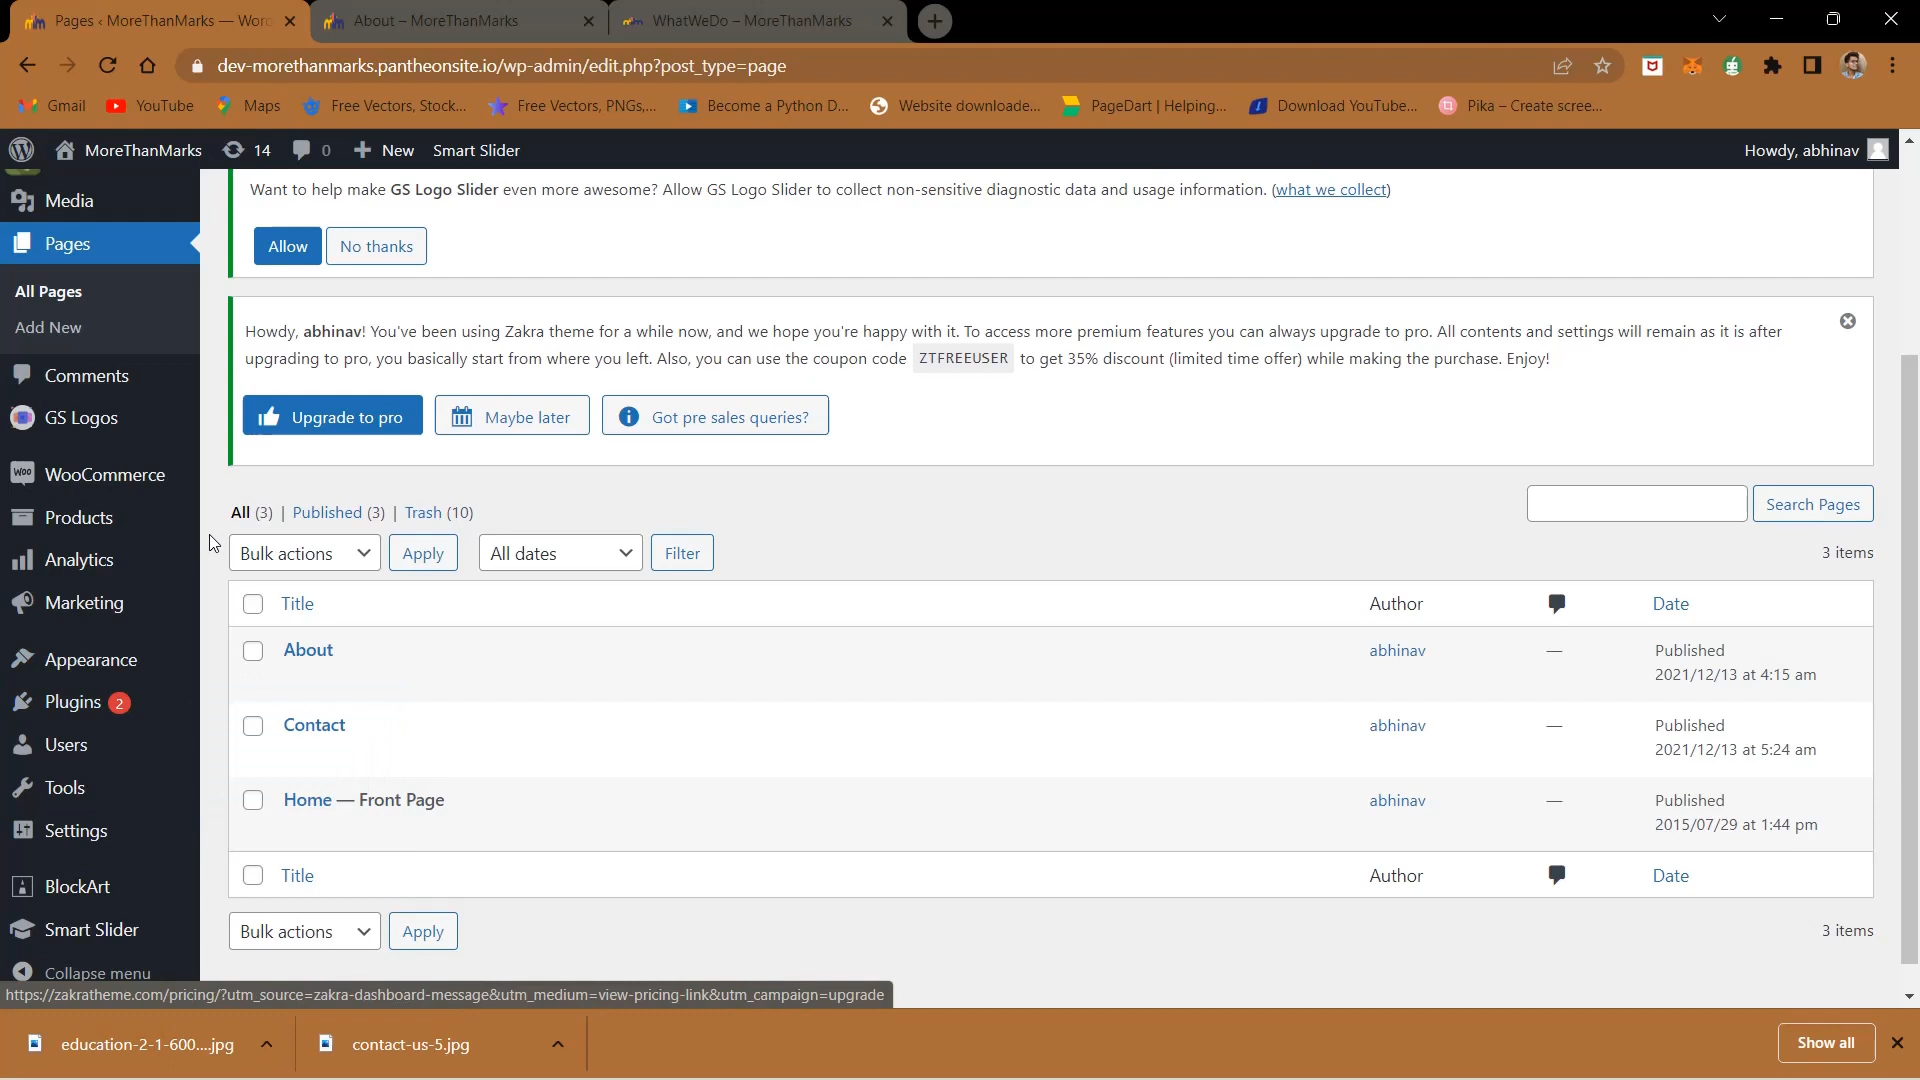 Pages ‹ MoreThanMarks — Wor
About – MoreThanMarks
WhatWeDo – MoreThanMarks
dev-morethanmarks.pantheonsite.io/wp-admin/edit.php?post_type=page
Gmail
YouTube
Maps
Free Vectors, Stock...
Free Vectors, PNGs,...
Become a Python D...
Website downloade...
PageDart | Helping...
Download YouTube...
Pika – Create scree...
MoreThanMarks
14
0
New
Smart Slider
Howdy, abhinav
Media
Pages
All Pages
Add New
Comments
GS Logos
WooCommerce
Products
Analytics
Marketing
Appearance
Plugins 2
Users
Tools
Settings
BlockArt
Smart Slider
Collapse menu
Want to help make GS Logo Slider even more awesome? Allow GS Logo Slider to collect non-sensitive diagnostic data and usage information. (what we collect)
Allow
No thanks
Howdy, abhinav! You've been using Zakra theme for a while now, and we hope you're happy with it. To access more premium features you can always upgrade to pro. All contents and settings will remain as it is after
upgrading to pro, you basically start from where you left. Also, you can use the coupon code ZTFREEUSER to get 35% discount (limited time offer) while making the purchase. Enjoy!
Upgrade to pro
Maybe later
Got pre sales queries?
All (3) | Published (3) | Trash (10)
Search Pages
Bulk actions
Apply
All dates
Filter
3 items
Title
Author
Date
About
abhinav
—
Published
2021/12/13 at 4:15 am
Contact
abhinav
—
Published
2021/12/13 at 5:24 am
Home — Front Page
abhinav
—
Published
2015/07/29 at 1:44 pm
Title
Author
Date
Bulk actions
Apply
3 items
https://zakratheme.com/pricing/?utm_source=zakra-dashboard-message&utm_medium=view-pricing-link&utm_campaign=upgrade
education-2-1-600....jpg
contact-us-5.jpg
Show all